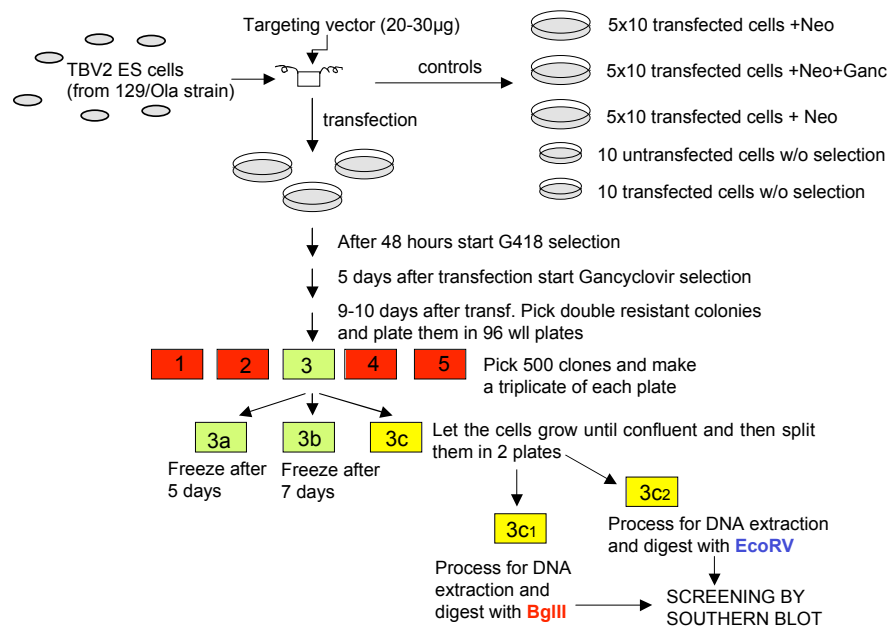 Targeting vector (20-30µg)
TBV2 ES cells
(from 129/Ola strain)
controls
transfection
5x10 transfected cells +Neo
5x10 transfected cells +Neo+Ganc
5x10 transfected cells + Neo
10 untransfected cells w/o selection
10 transfected cells w/o selection
After 48 hours start G418 selection
5 days after transfection start Gancyclovir selection
9-10 days after transf. Pick double resistant colonies
and plate them in 96 wll plates
1
2
3
4
5
Pick 500 clones and make
a triplicate of each plate
3a
3b
3c
Freeze after
5 days
Freeze after
7 days
Let the cells grow until confluent and then split
them in 2 plates
3c1
3c2
Process for DNA
extraction and
digest with BglII
Process for DNA extraction
and digest with EcoRV
SCREENING BY
SOUTHERN BLOT